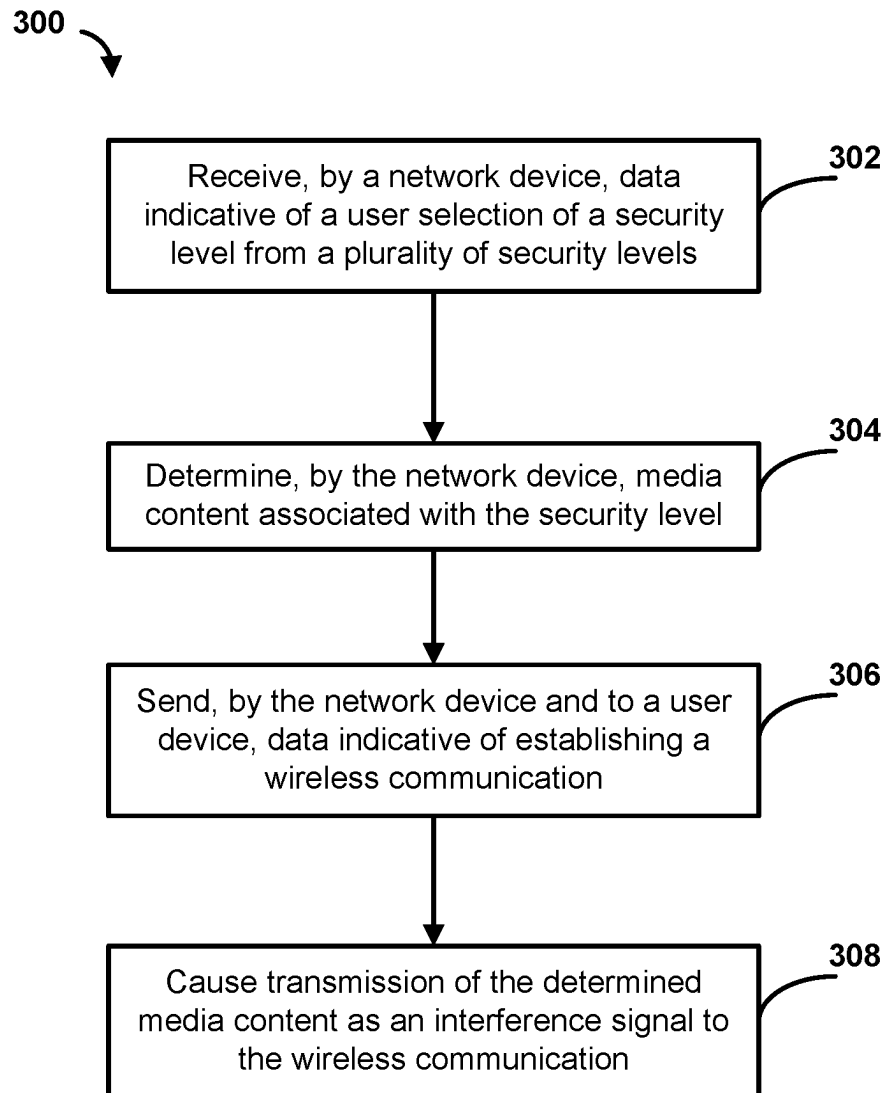 300
302
Receive, by a network device, data
indicative of a user selection of a security
level from a plurality of security levels
304
Determine, by the network device, media
content associated with the security level
306
Send, by the network device and to a user
device, data indicative of establishing a
wireless communication
308
Cause transmission of the determined
media content as an interference signal to
the wireless communication